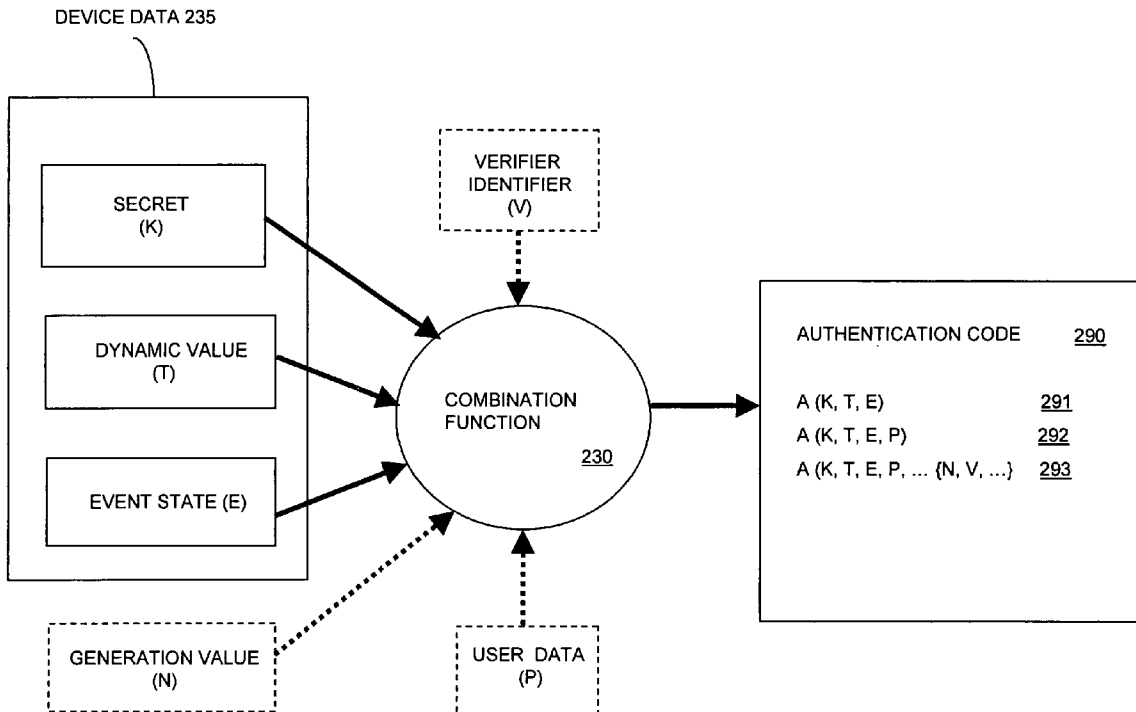 DEVICE DATA 235
SECRET
(K)
DYNAMIC VALUE
(T)
EVENT STATE (E)
GENERATION VALUE
(N)
VERIFIER
IDENTIFIER
(V)
COMBINATION
FUNCTION
230
USER DATA
(P)
AUTHENTICATION CODE 290
A (K, T, E) 291
A (K, T, E, P) 292
A (K, T, E, P, ... {N, V, ...} 293